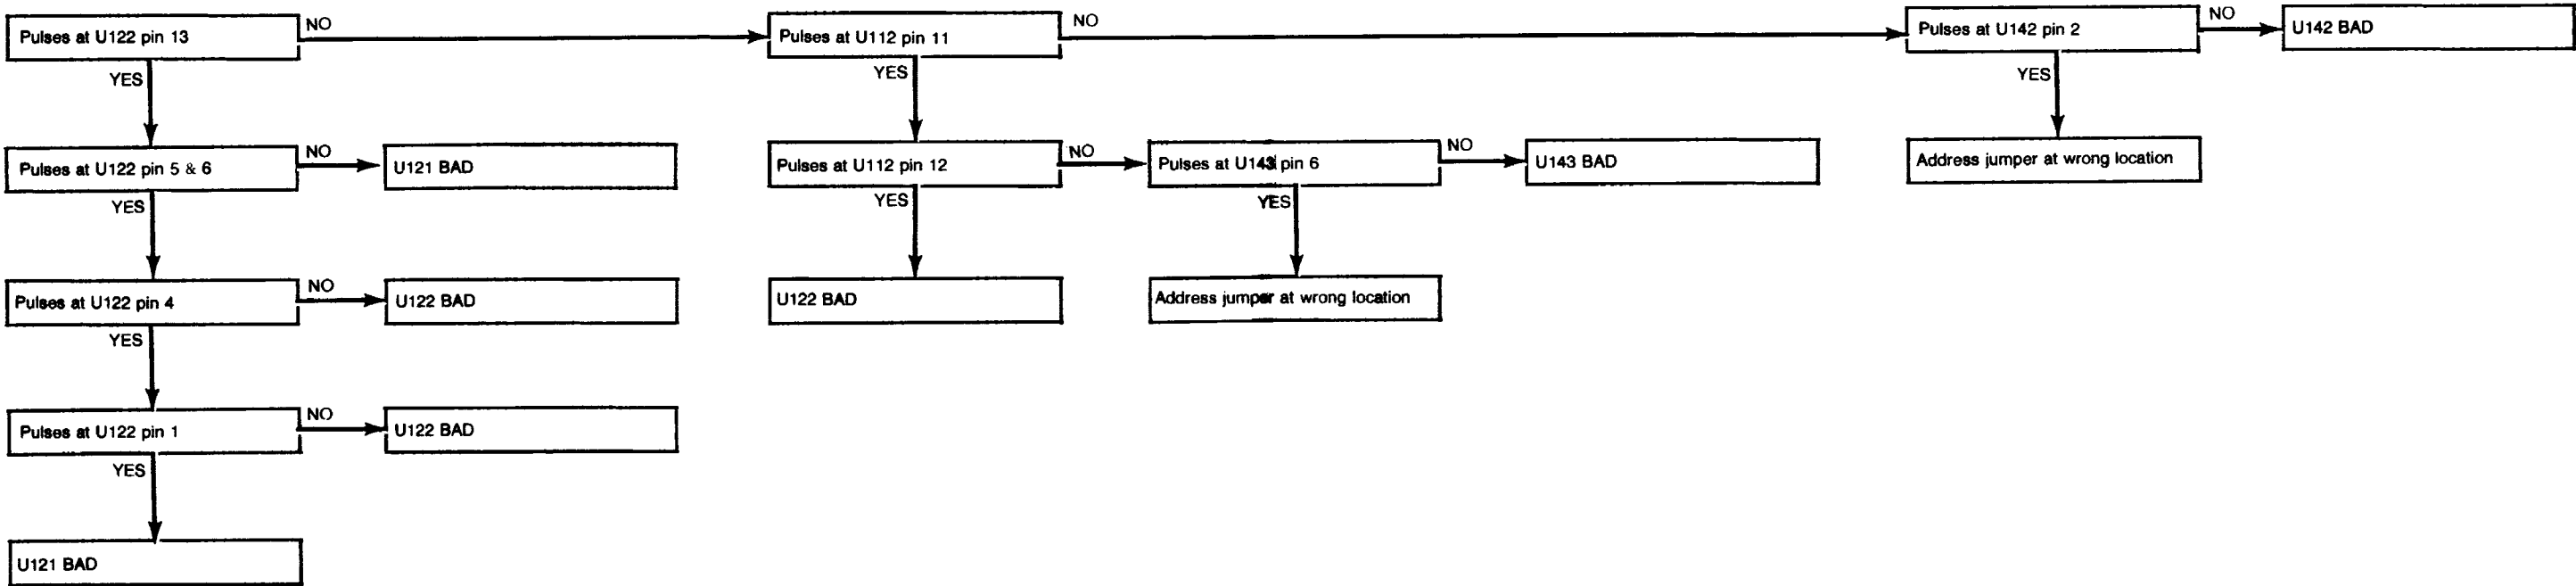 Pulses at U122 pin 13
NO
Pulses at U112 pin 11
NO
Pulses at U142 pin 2
NO
U142 BAD
YES
YES
YES
Pulses at U122 pin 5 & 6
NO
U121 BAD
Pulses at U112 pin 12
NO
Pulses at U143 pin 6
NO
U143 BAD
Address jumper at wrong location
YES
YES
YES
Pulses at U122 pin 4
NO
U122 BAD
U122 BAD
Address jumper at wrong location
YES
Pulses at U122 pin 1
NO
U122 BAD
YES
U121 BAD